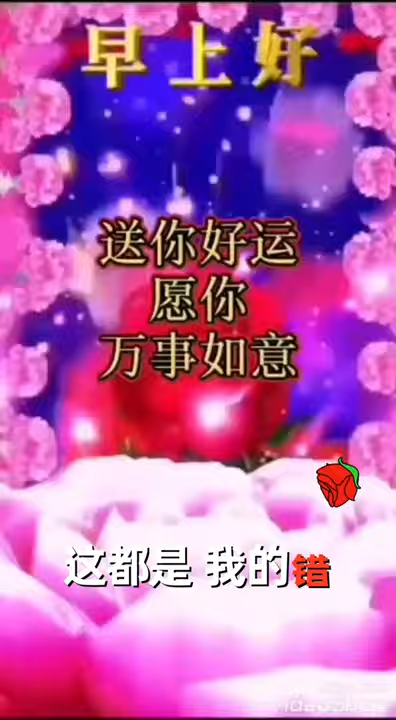 早上好
送你好运
愿你
万事如意
这都是 我的错